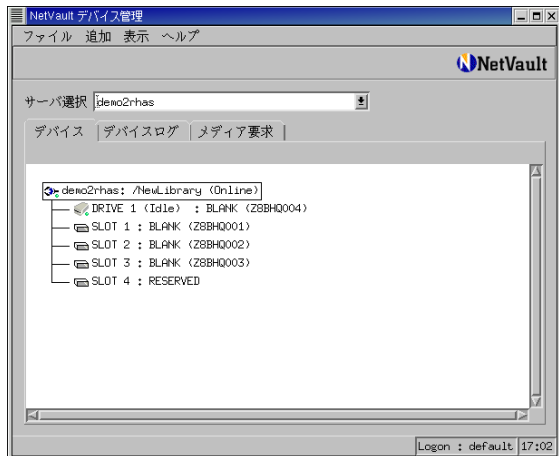 NetVault デバイス管理
ファイル 追加 表示 ヘルプ
NetVault
サーバ選択 demo2rhas
デバイス デバイスログ メディア要求
demo2rhas: /NewLibrary (Online)
DRIVE 1 (Idle) : BLANK (Z8BHQ004)
SLOT 1 : BLANK (Z8BHQ001)
SLOT 2 : BLANK (Z8BHQ002)
SLOT 3 : BLANK (Z8BHQ003)
SLOT 4 : RESERVED
Logon : default 17:02